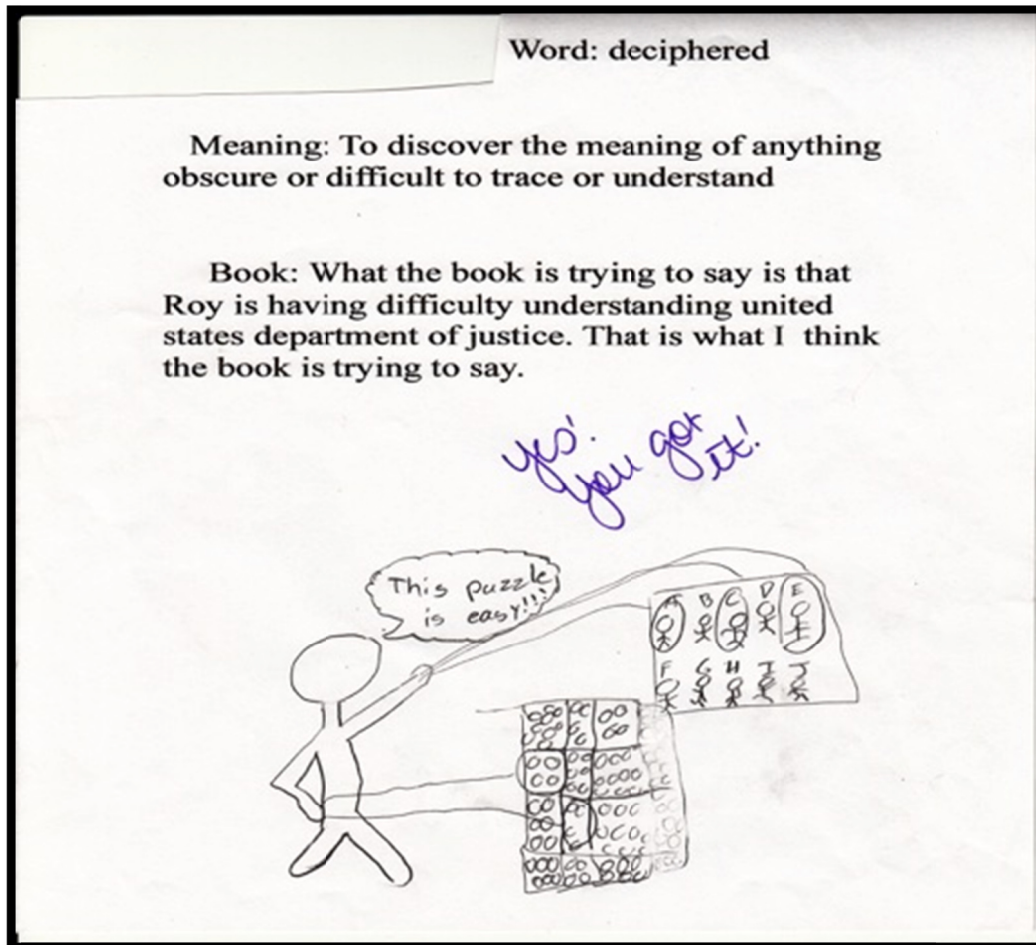 Word: deciphered
Meaning: To discover the meaning of anything
obscure or difficult to trace or understand
Book: What the book is trying to say is that
Roy is having difficulty understanding united
states department of justice. That is what I think
the book is trying to say.
yes!
you got
it!
This puzzle
is easy!!!
A B C D E
F G H I J